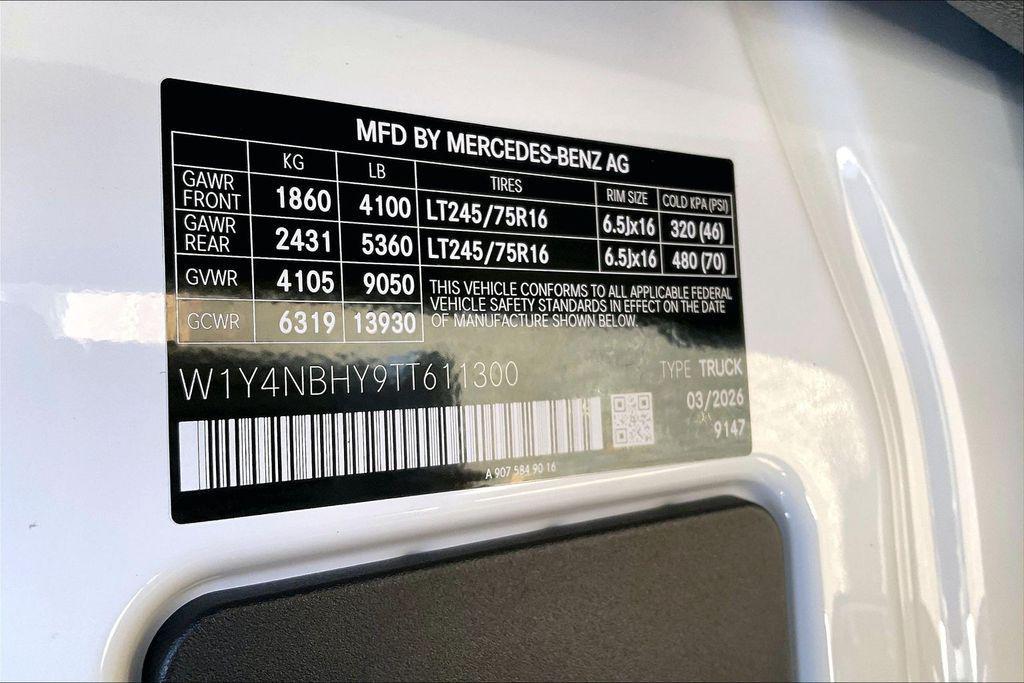 MFD BY MERCEDES-BENZ AG
KG LB TIRES RIM SIZE COLD KPA (PSI)
GAWR FRONT 1860 4100 LT245/75R16 6.5Jx16 320 (46)
GAWR REAR 2431 5360 LT245/75R16 6.5Jx16 480 (70)
GVWR 4105 9050
GCWR 6319 13930
THIS VEHICLE CONFORMS TO ALL APPLICABLE FEDERAL
VEHICLE SAFETY STANDARDS IN EFFECT ON THE DATE
OF MANUFACTURE SHOWN BELOW.
W1Y4NBHY9TT611300
TYPE TRUCK
03/2026
9147
A 907 584 90 16